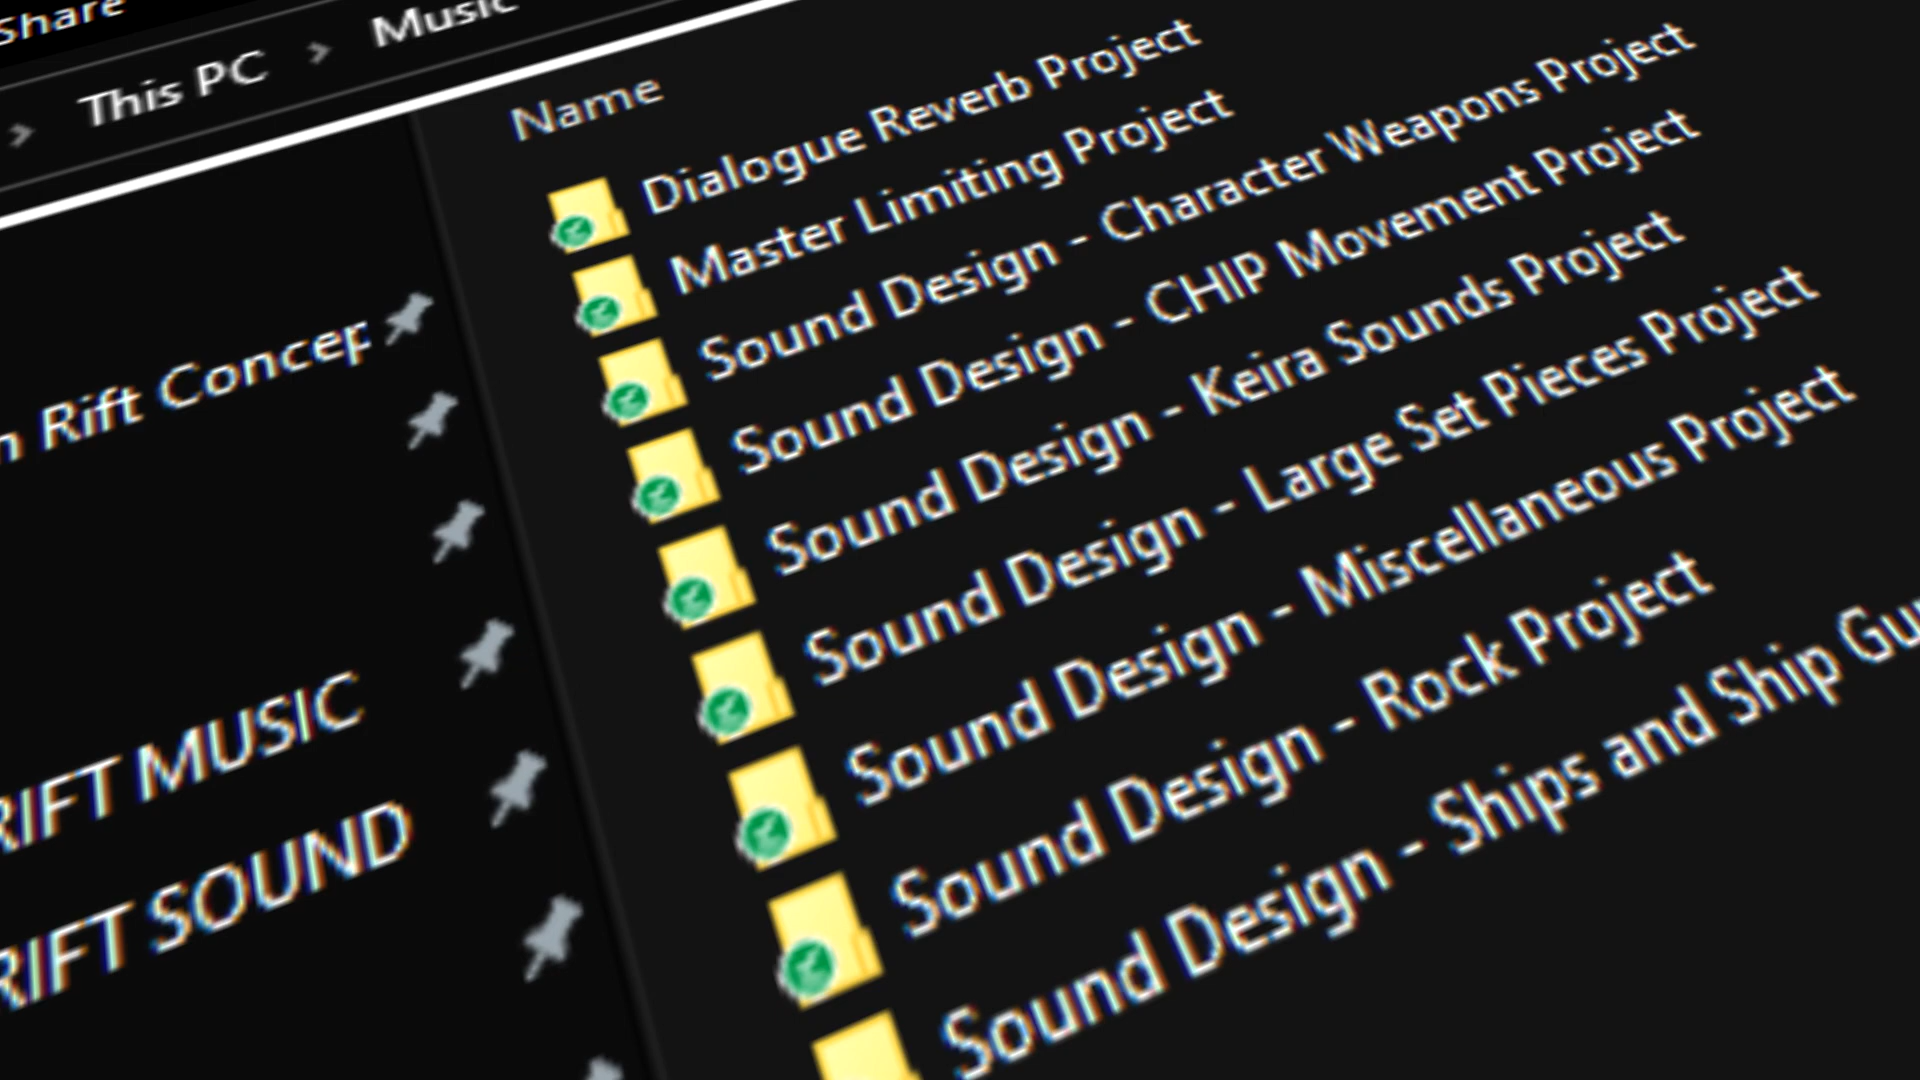 Share
This PC
Music
Rift Concep
RIFT MUSIC
RIFT SOUND
Name
Dialogue Reverb Project
Master Limiting Project
Sound Design - Character Weapons Project
Sound Design - CHIP Movement Project
Sound Design - Keira Sounds Project
Sound Design - Large Set Pieces Project
Sound Design - Miscellaneous Project
Sound Design - Rock Project
Sound Design - Ships and Ship